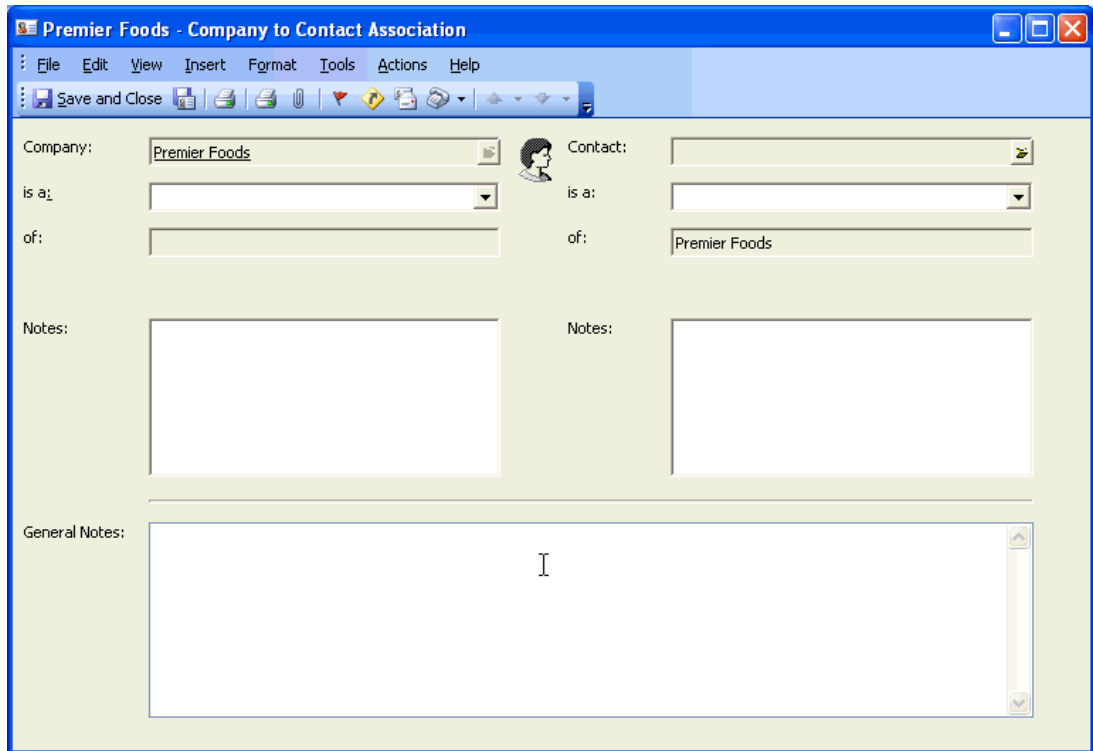 Premier Foods - Company to Contact Association
File Edit View Insert Format Tools Actions Help
Save and Close
Company: Premier Foods Contact:
is a: is a:
of: of: Premier Foods
Notes: Notes:
General Notes: